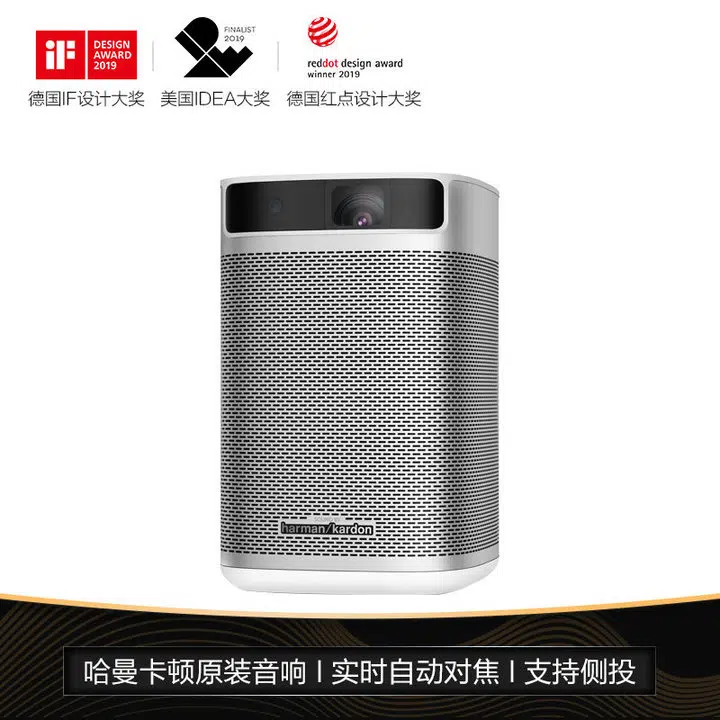 iF
DESIGN
AWARD
2019
FINALIST
2019
reddot design award
winner 2019
德国IF设计大奖
美国IDEA大奖
德国红点设计大奖
harman/kardon
哈曼卡顿原装音响 | 实时自动对焦 | 支持侧投